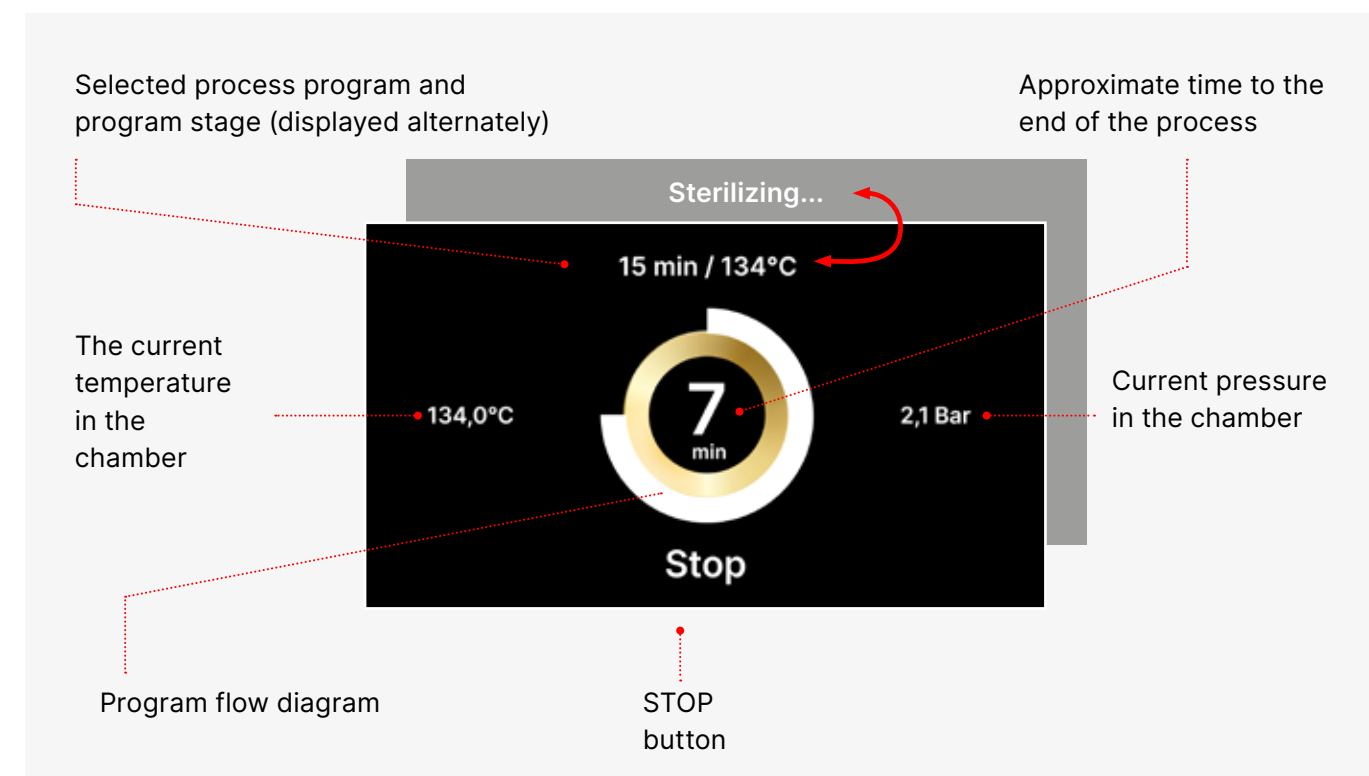 Selected process program and
program stage (displayed alternately)
Approximate time to the
end of the process
Sterilizing...
15 min / 134°C
The current
temperature
in the
chamber
134,0°C
7
min
2,1 Bar
Current pressure
in the chamber
Stop
Program flow diagram
STOP
button